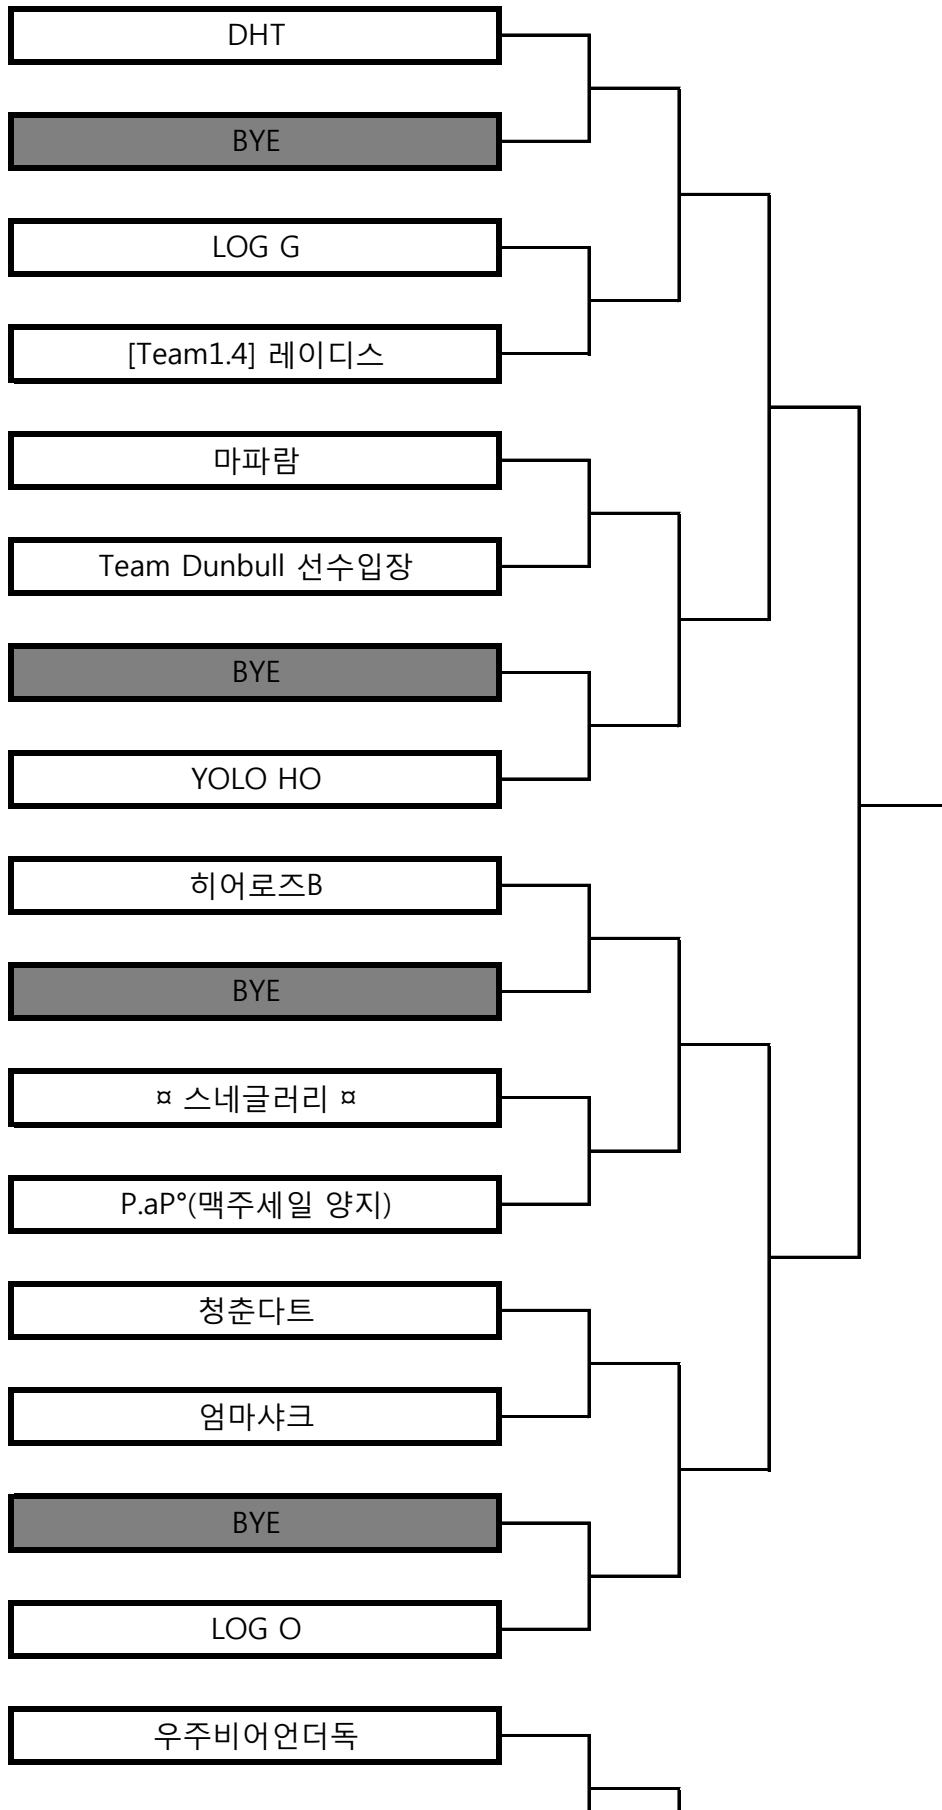 DHT
BYE
LOG G
[Team1.4] 레이디스
마파람
Team Dunbull 선수입장
BYE
YOLO HO
히어로즈B
BYE
¤ 스네글러리 ¤
P.aP°(맥주세일 양지)
청춘다트
엄마샤크
BYE
LOG O
우주비어언더독